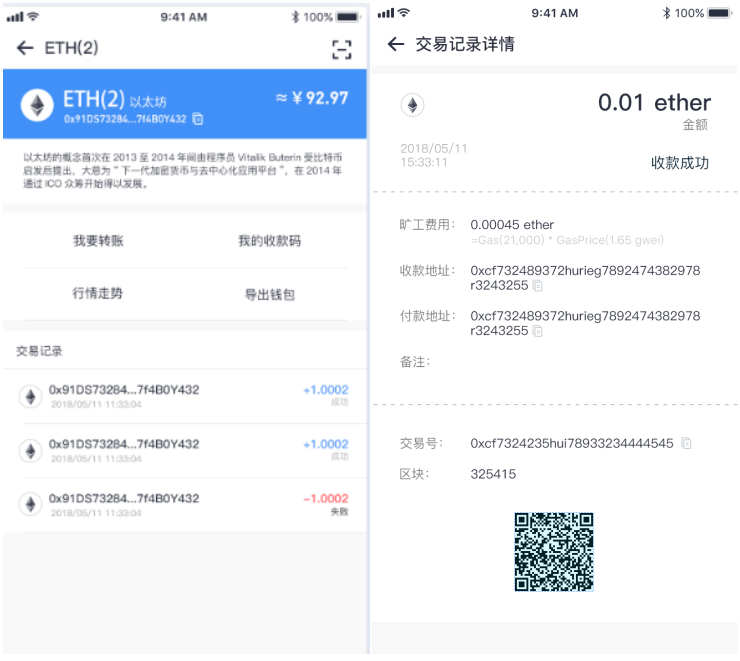 9:41 AM
100%
ETH(2)
ETH(2) 以太坊
≈ ¥ 92.97
0x91DS73284...7f4B0Y432
以太坊的概念首次在 2013 至 2014 年间由程序员 Vitalik Buterin 受比特币
启发后提出，大意为“下一代加密货币与去中心化应用平台”，在 2014 年
通过 ICO 众筹开始得以发展。
我要转账
我的收款码
行情走势
导出钱包
交易记录
0x91DS73284...7f4B0Y432
+1.0002
2018/05/11 11:33:04
成功
0x91DS73284...7f4B0Y432
+1.0002
2018/05/11 11:33:04
成功
0x91DS73284...7f4B0Y432
-1.0002
2018/05/11 11:33:04
失败
9:41 AM
100%
交易记录详情
0.01 ether
金额
2018/05/11
15:33:11
收款成功
旷工费用：
0.00045 ether
=Gas(21,000) * GasPrice(1.65 gwei)
收款地址：
0xcf732489372hurieg7892474382978
r3243255
付款地址：
0xcf732489372hurieg7892474382978
r3243255
备注：
交易号：
0xcf7324235hui78933234444545
区块：
325415